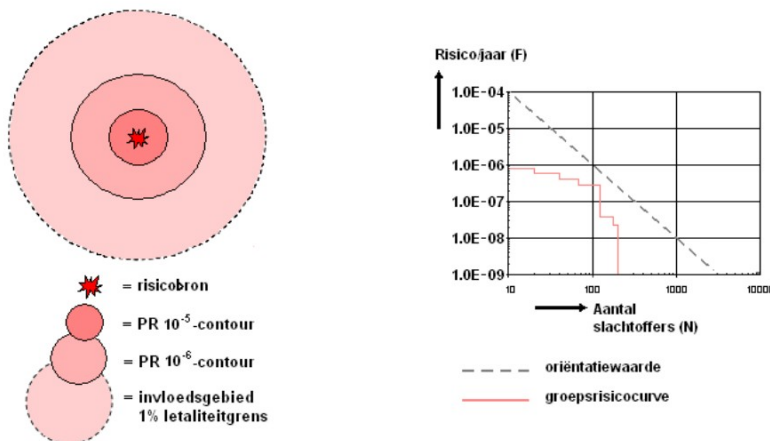 = risicobron
= PR 10⁻⁵-contour
= PR 10⁻⁶-contour
= invloedsgebied
1% letaliteitgrens
Risico/jaar (F)
1.0E-04
1.0E-05
1.0E-06
1.0E-07
1.0E-08
1.0E-09
10
100
1000
10000
Aantal
slachtoffers (N)
oriëntatiewaarde
groepsrisicocurve